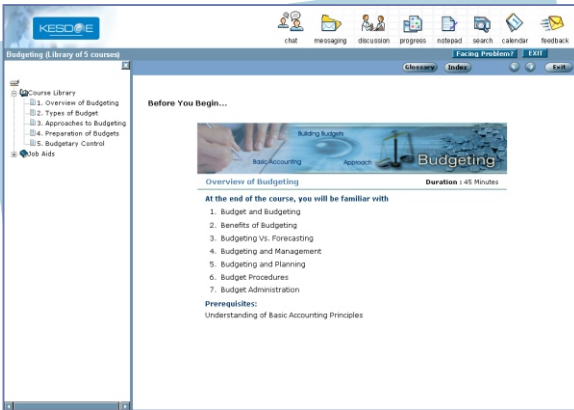 KESDEE
chat messaging discussion progress notepad search calendar feedback
Budgeting (Library of 5 courses)
Facing Problem? EXIT
Glossary Index Exit
Course Library
1. Overview of Budgeting
2. Types of Budget
3. Approaches to Budgeting
4. Preparation of Budgets
5. Budgetary Control
Job Aids
Before You Begin...
Building Budgets
Basic Accounting
Approach
Budgeting
Overview of Budgeting
Duration : 45 Minutes
At the end of the course, you will be familiar with
1. Budget and Budgeting
2. Benefits of Budgeting
3. Budgeting Vs. Forecasting
4. Budgeting and Management
5. Budgeting and Planning
6. Budget Procedures
7. Budget Administration
Prerequisites:
Understanding of Basic Accounting Principles